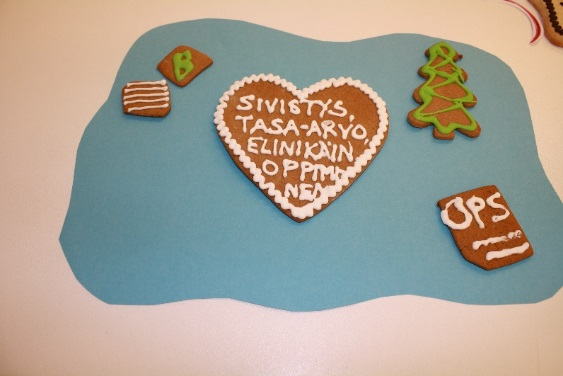 B
SIVISTYS,
TASA-ARVO,
ELINIKÄIN
OPPIMI
NEN
OPS